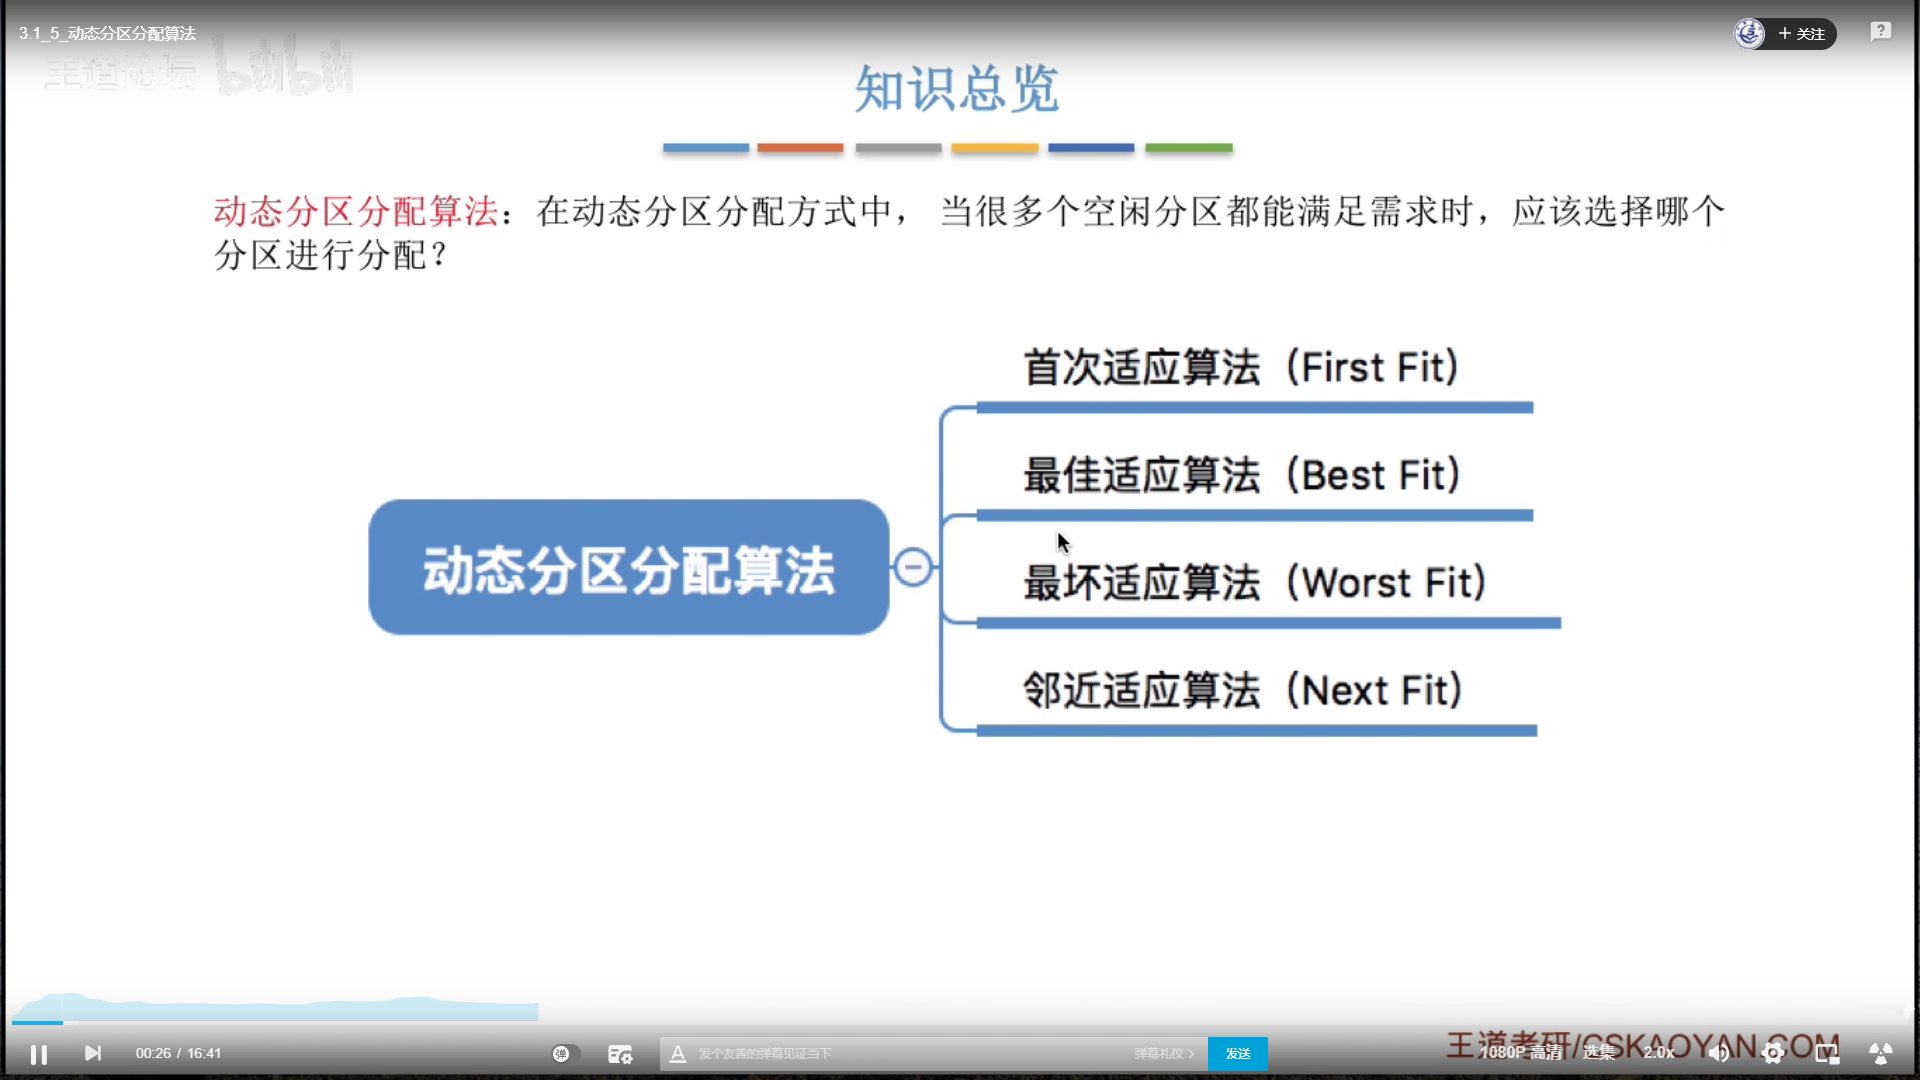 3.1_5_动态分区分配算法
+ 关注
王道论坛 bilibili
知识总览
动态分区分配算法：在动态分区分配方式中， 当很多个空闲分区都能满足需求时，应该选择哪个
分区进行分配？
首次适应算法（First Fit）
最佳适应算法（Best Fit）
动态分区分配算法
最坏适应算法（Worst Fit）
邻近适应算法（Next Fit）
王道考研/CSKAOYAN.COM
00:26 / 16:41
弹
A 发个友善的弹幕见证当下
弹幕礼仪 >
发送
1080P 高清
选集
2.0x